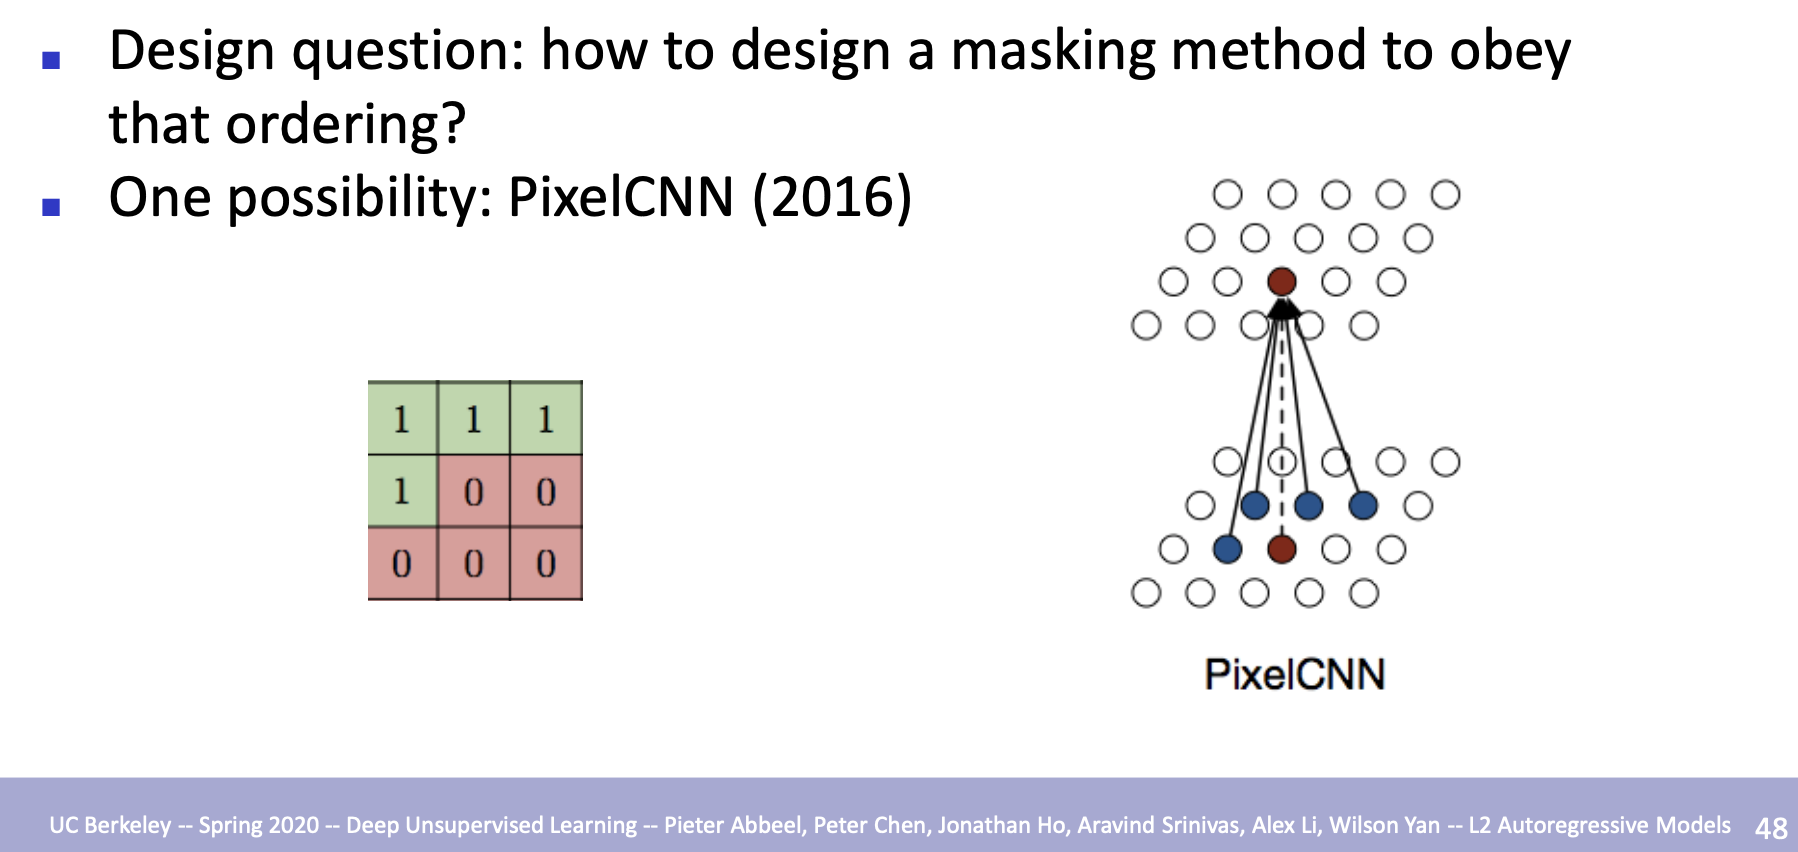 Design question: how to design a masking method to obey
that ordering?
One possibility: PixelCNN (2016)
1 1 1
1 0 0
0 0 0
PixelCNN
UC Berkeley -- Spring 2020 -- Deep Unsupervised Learning -- Pieter Abbeel, Peter Chen, Jonathan Ho, Aravind Srinivas, Alex Li, Wilson Yan -- L2 Autoregressive Models 48